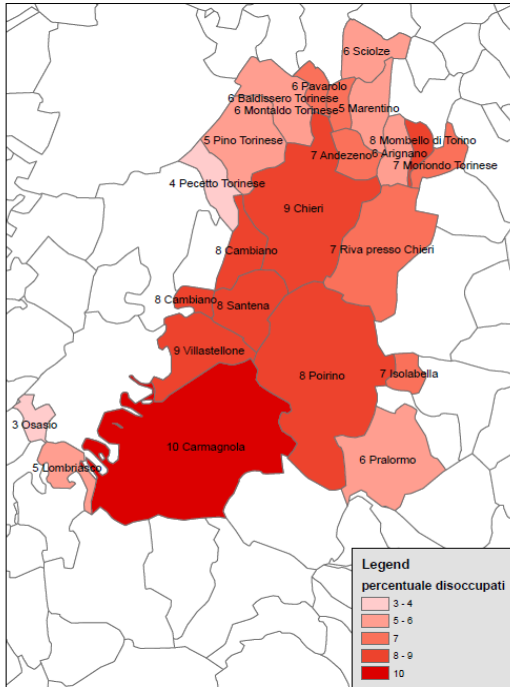 6 Sciolze
6 Pavarolo
6 Baldissero Torinese
5 Marentino
6 Montaldo Torinese
5 Pino Torinese
8 Mombello di Torino
7 Andezeno
6 Arignano
7 Moriondo Torinese
4 Pecetto Torinese
9 Chieri
8 Cambiano
7 Riva presso Chieri
8 Cambiano
8 Santena
9 Villastellone
8 Poirino
7 Isolabella
3 Osasio
10 Carmagnola
6 Pralormo
5 Lombriasco
Legend
percentuale disoccupati
3 - 4
5 - 6
7
8 - 9
10